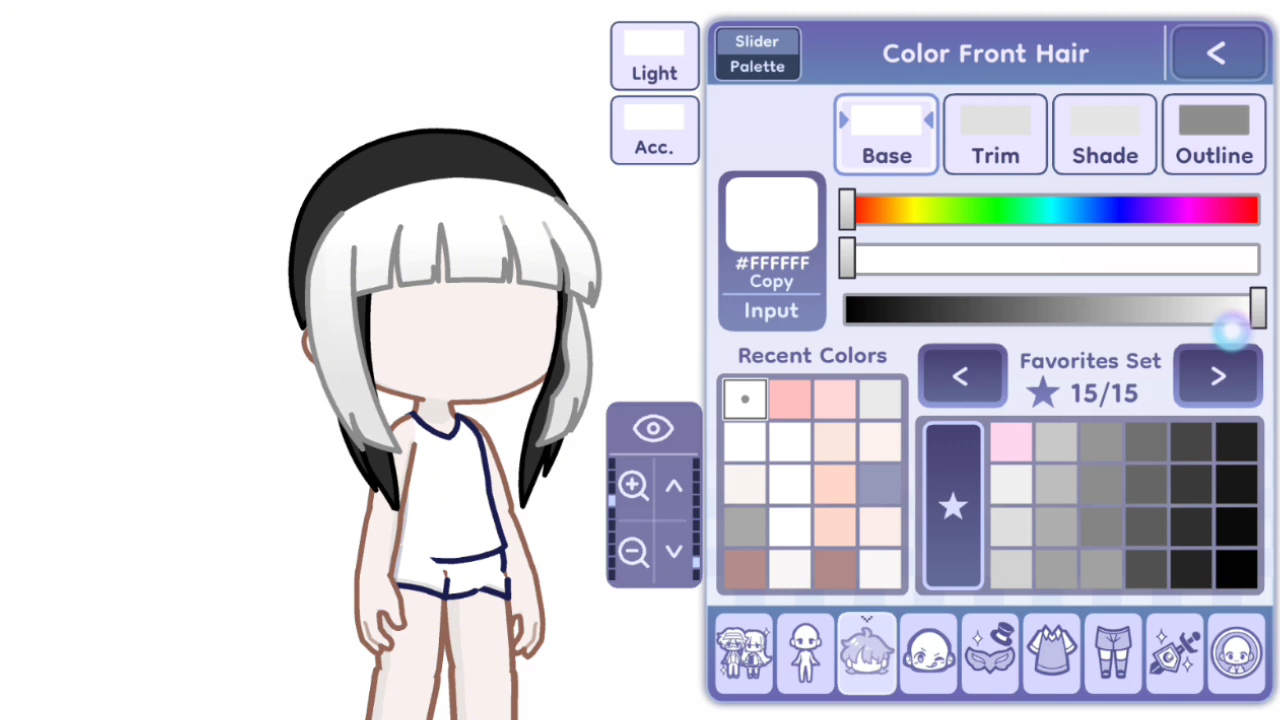 Slider
Palette
Color Front Hair
<
Light
Acc.
Base
Trim
Shade
Outline
#FFFFFF
Copy
Input
Recent Colors
<
Favorites Set
15/15
>